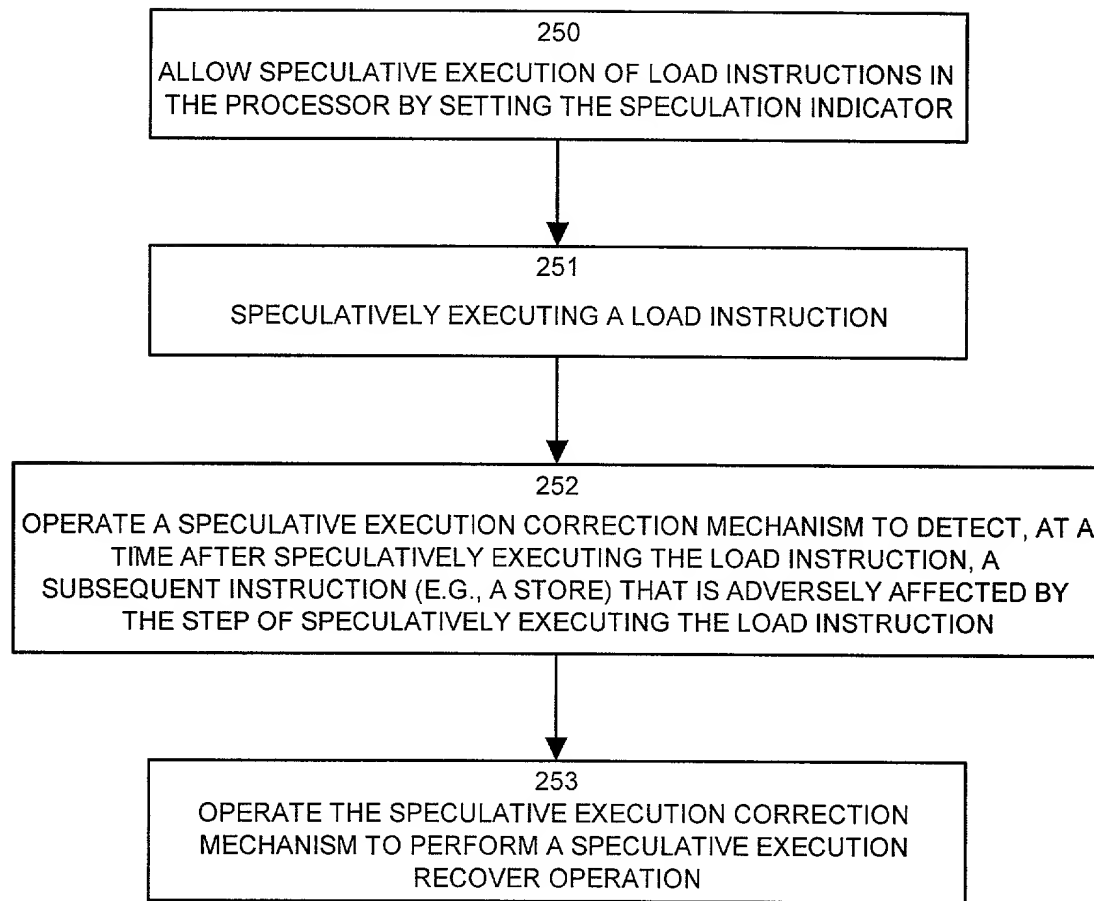 250
ALLOW SPECULATIVE EXECUTION OF LOAD INSTRUCTIONS IN
THE PROCESSOR BY SETTING THE SPECULATION INDICATOR
251
SPECULATIVELY EXECUTING A LOAD INSTRUCTION
252
OPERATE A SPECULATIVE EXECUTION CORRECTION MECHANISM TO DETECT, AT A
TIME AFTER SPECULATIVELY EXECUTING THE LOAD INSTRUCTION, A
SUBSEQUENT INSTRUCTION (E.G., A STORE) THAT IS ADVERSELY AFFECTED BY
THE STEP OF SPECULATIVELY EXECUTING THE LOAD INSTRUCTION
253
OPERATE THE SPECULATIVE EXECUTION CORRECTION
MECHANISM TO PERFORM A SPECULATIVE EXECUTION
RECOVER OPERATION